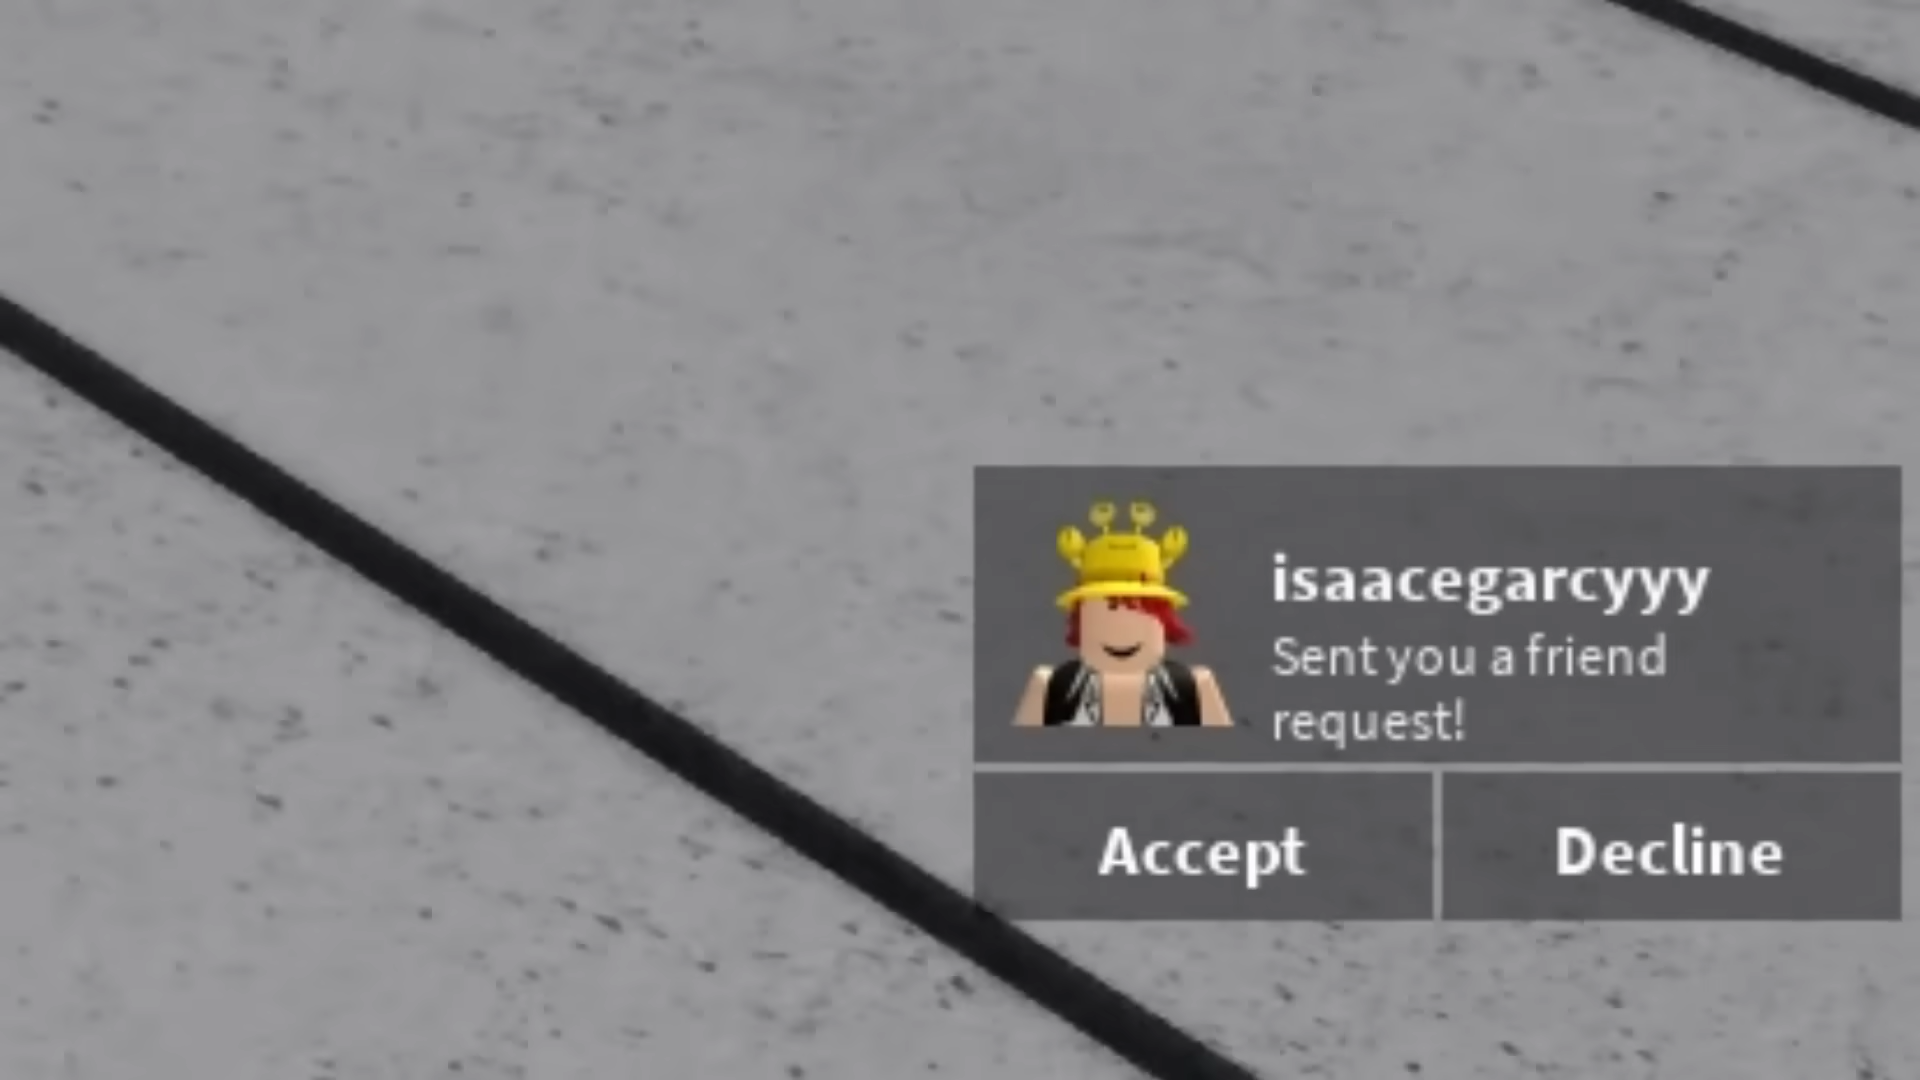 isaacegarcyyy
Sent you a friend
request!
Accept
Decline